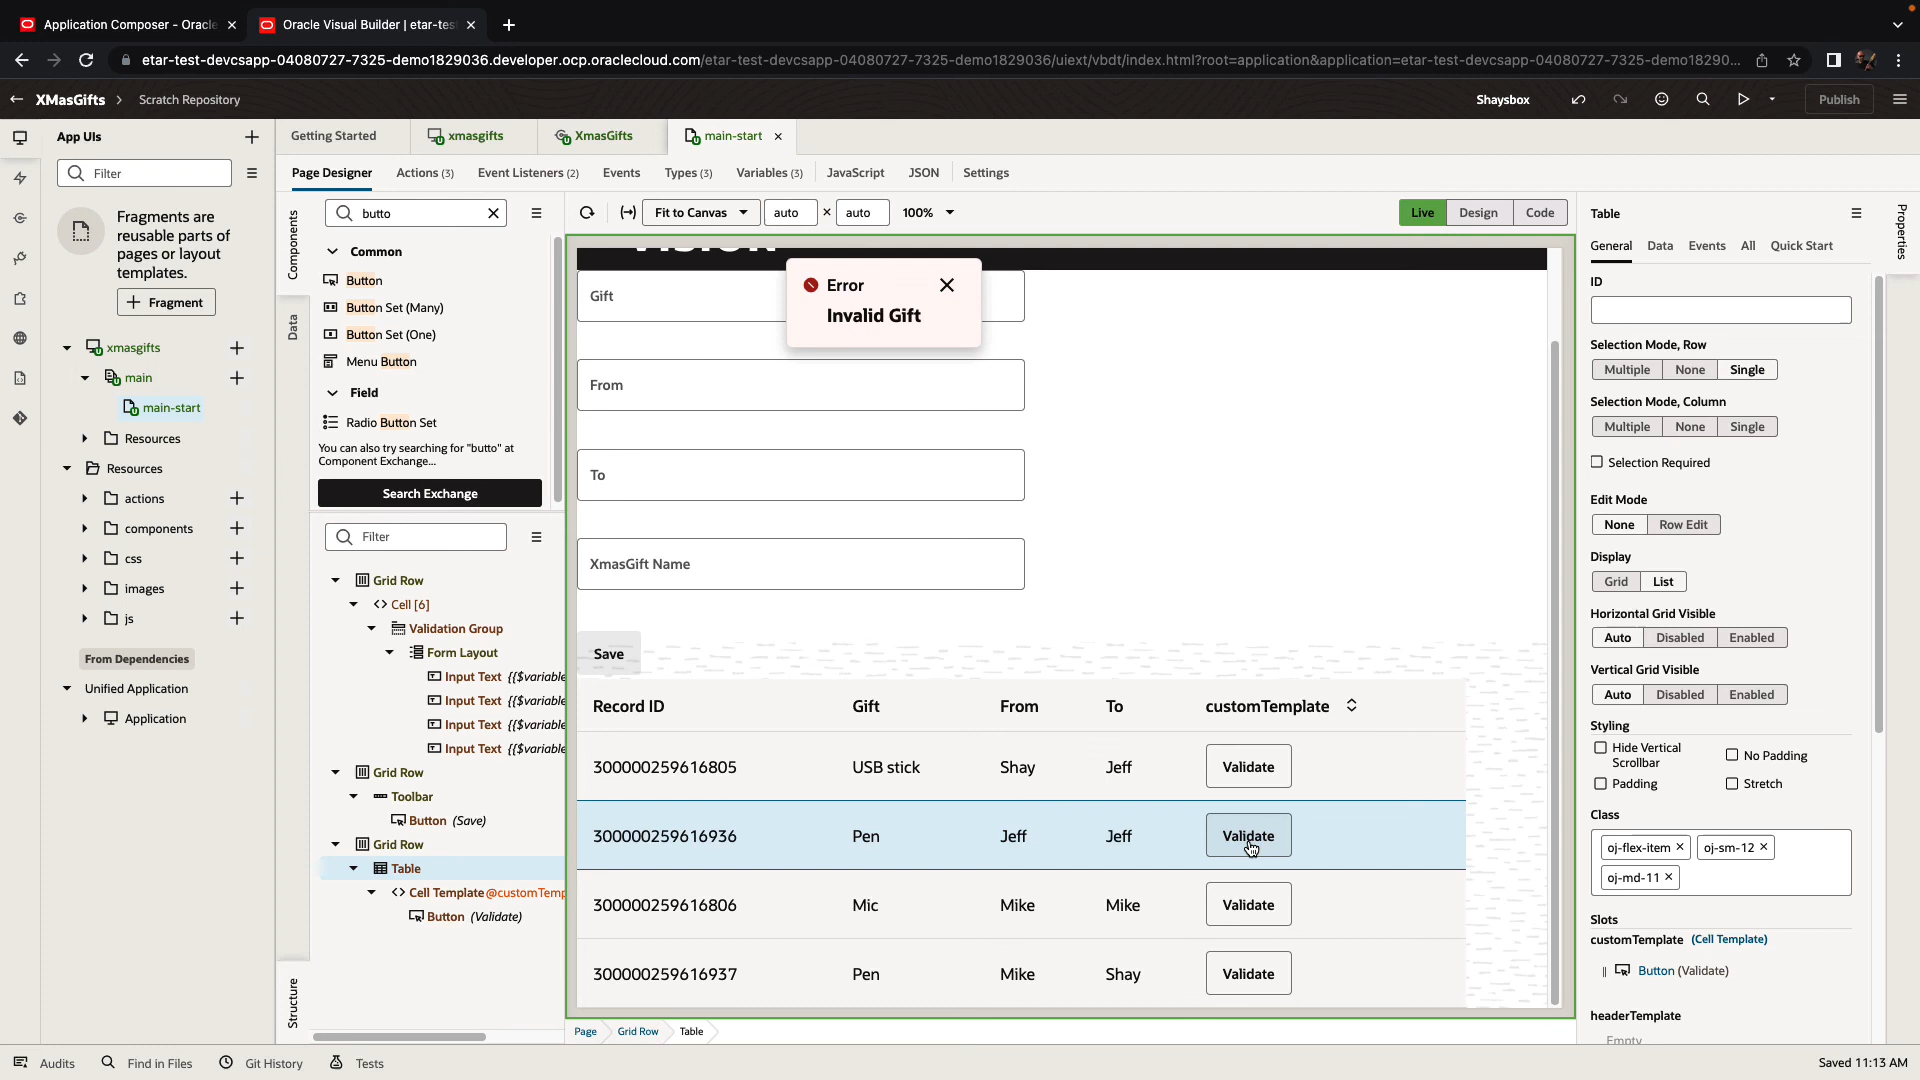 Application Composer - Oracle
Oracle Visual Builder | etar-test
etar-test-devcsapp-04080727-7325-demo1829036.developer.ocp.oraclecloud.com/etar-test-devcsapp-04080727-7325-demo1829036/uiext/vbdt/index.html?root=application&application=etar-test-devcsapp-04080727-7325-demo18290...
XMasGifts
Scratch Repository
Shaysbox
Publish
App UIs
Getting Started
xmasgifts
XmasGifts
main-start
Filter
Page Designer
Actions (3)
Event Listeners (2)
Events
Types (3)
Variables (3)
JavaScript
JSON
Settings
Fragments are
reusable parts of
pages or layout
templates.
Fragment
xmasgifts
main
main-start
Resources
Resources
actions
components
css
images
js
From Dependencies
Unified Application
Application
Components
Data
butto
Common
Button
Button Set (Many)
Button Set (One)
Menu Button
Field
Radio Button Set
You can also try searching for "butto" at
Component Exchange...
Search Exchange
Structure
Filter
Grid Row
Cell [6]
Validation Group
Form Layout
Input Text {{$variable
Input Text {{$variable
Input Text {{$variable
Input Text {{$variable
Grid Row
Toolbar
Button (Save)
Grid Row
Table
Cell Template @customTemp
Button (Validate)
Fit to Canvas
auto
×
auto
100%
Live
Design
Code
VISION
Error
Invalid Gift
Gift
From
To
XmasGift Name
Save
Record ID Gift From To customTemplate
300000259616805 USB stick Shay Jeff Validate
300000259616936 Pen Jeff Jeff Validate
300000259616806 Mic Mike Mike Validate
300000259616937 Pen Mike Shay Validate
Page
Grid Row
Table
Properties
Table
General
Data
Events
All
Quick Start
ID
Selection Mode, Row
Multiple None Single
Selection Mode, Column
Multiple None Single
Selection Required
Edit Mode
None Row Edit
Display
Grid List
Horizontal Grid Visible
Auto Disabled Enabled
Vertical Grid Visible
Auto Disabled Enabled
Styling
Hide Vertical
Scrollbar
No Padding
Padding
Stretch
Class
oj-flex-item
oj-sm-12
oj-md-11
Slots
customTemplate (Cell Template)
Button (Validate)
headerTemplate
Empty
Audits
Find in Files
Git History
Tests
Saved 11:13 AM